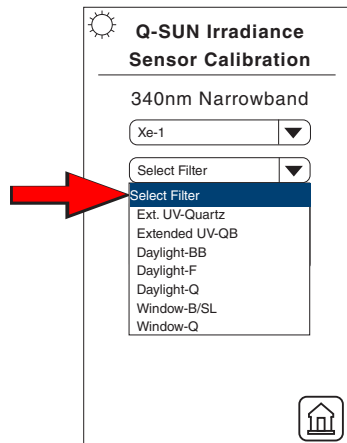 Q-SUN Irradiance
Sensor Calibration
340nm Narrowband
Xe-1
Select Filter
Select Filter
Ext. UV-Quartz
Extended UV-QB
Daylight-BB
Daylight-F
Daylight-Q
Window-B/SL
Window-Q